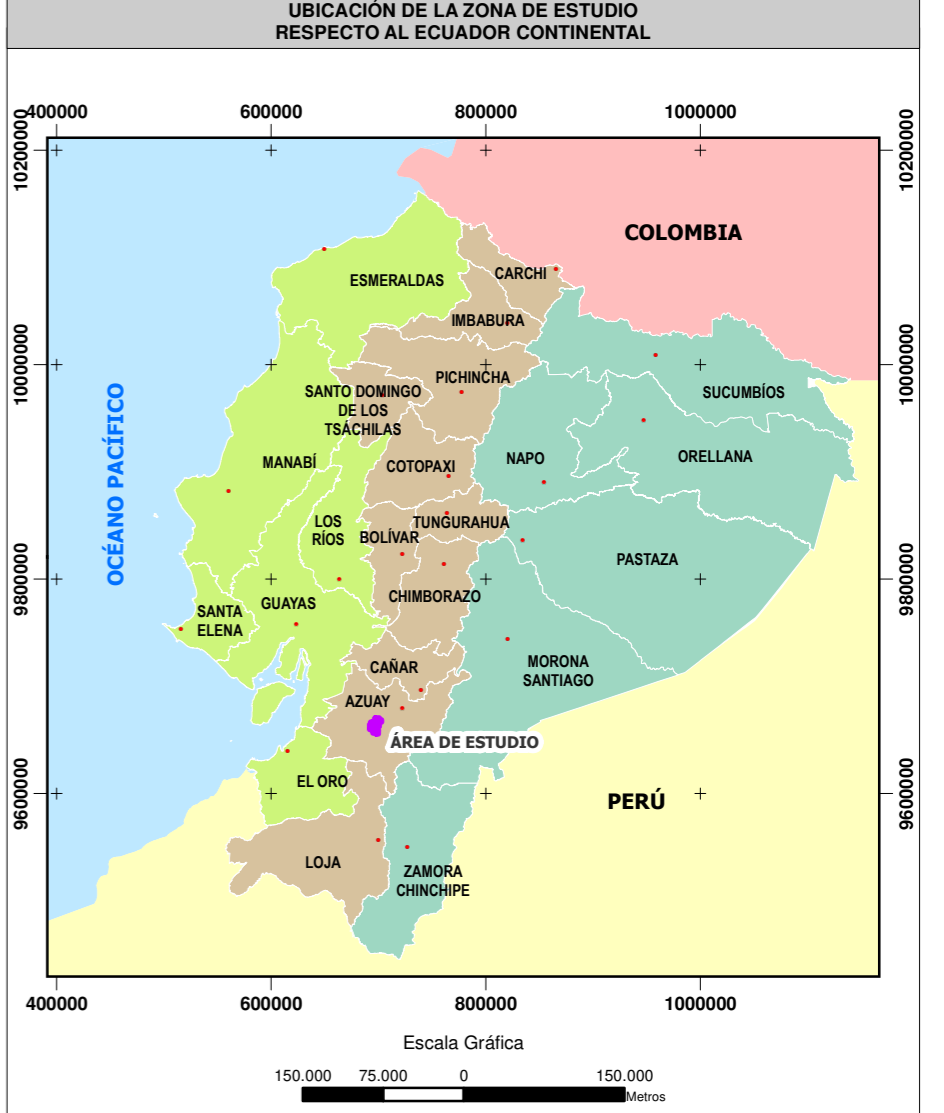 UBICACIÓN DE LA ZONA DE ESTUDIO
RESPECTO AL ECUADOR CONTINENTAL
400000 600000 800000 1000000
10200000 10200000
COLOMBIA
CARCHI
ESMERALDAS
IMBABURA
10000000 10000000
PICHINCHA
SANTO DOMINGO
DE LOS
TSÁCHILAS
SUCUMBÍOS
OCÉANO PACÍFICO
MANABÍ
COTOPAXI
NAPO
ORELLANA
LOS
RÍOS
BOLÍVAR
TUNGURAHUA
PASTAZA
9800000 9800000
CHIMBORAZO
GUAYAS
SANTA
ELENA
CAÑAR
MORONA
SANTIAGO
AZUAY
ÁREA DE ESTUDIO
EL ORO
9600000 9600000
PERÚ
LOJA
ZAMORA
CHINCHIPE
400000 600000 800000 1000000
Escala Gráfica
150.000 75.000 0 150.000
Metros